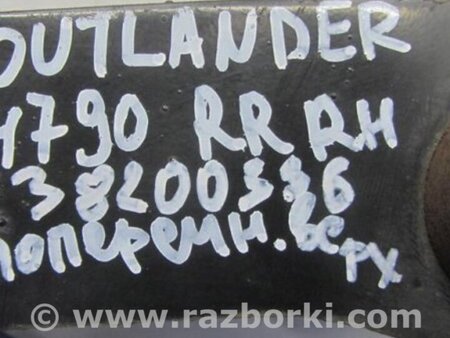 OUTLANDER
1790 RR RH
38200336
поперечн. верх
© www.razborki.com